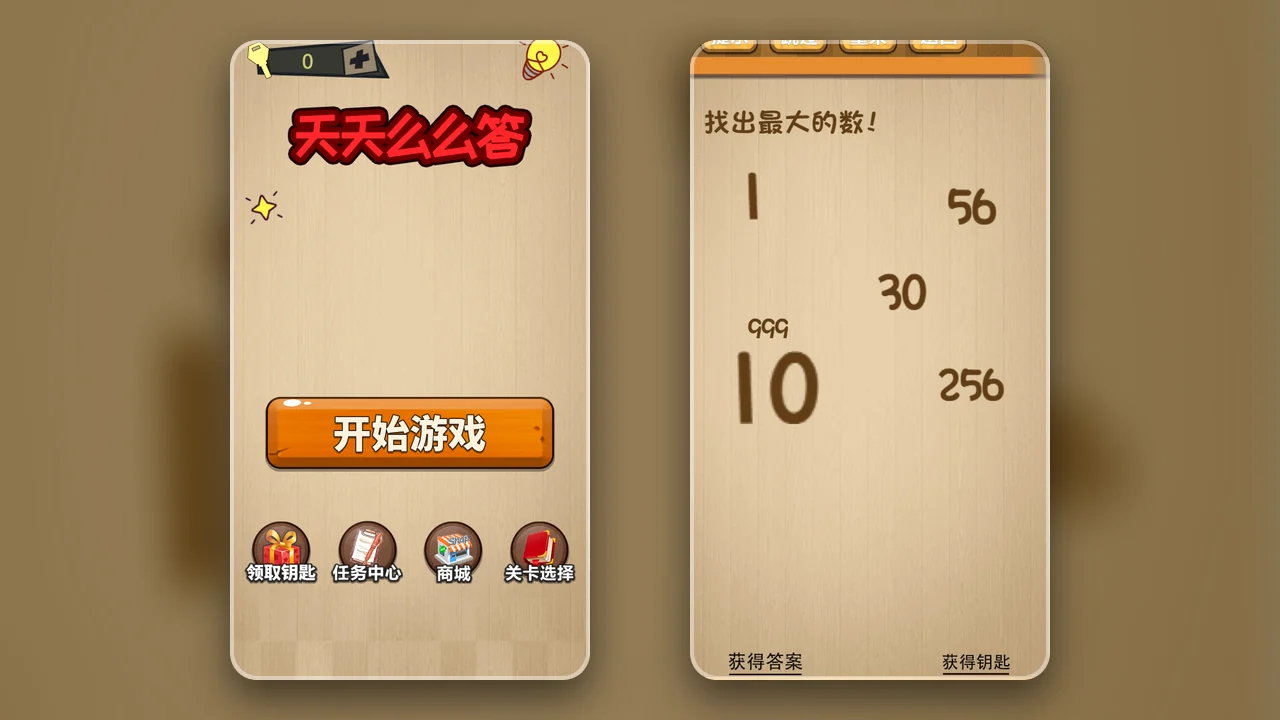 0
天天么么答
开始游戏
Shop
领取钥匙 任务中心 商城 关卡选择
找出最大的数!
1
56
30
999
10
256
获得答案 获得钥匙